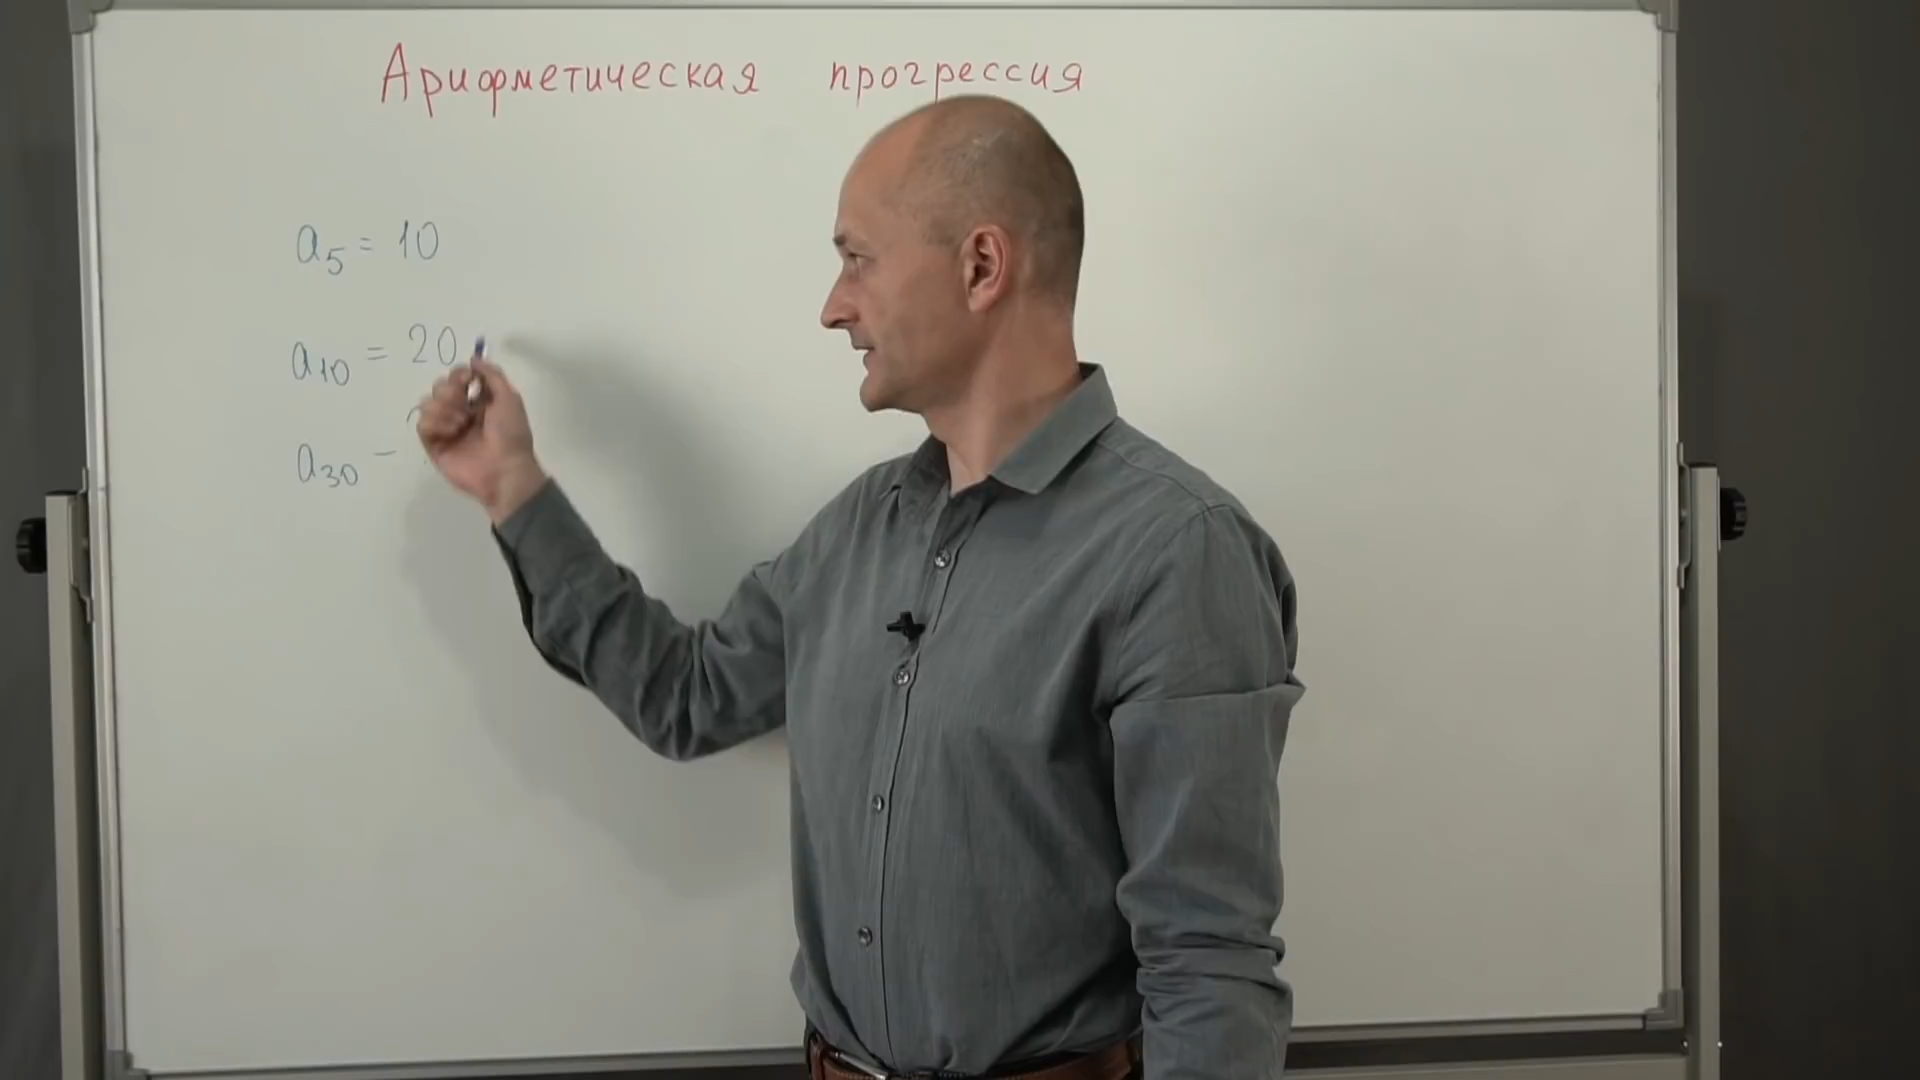 Арифметическая прогрессия
a₅ = 10
a₁₀ = 20
a₃₀ -